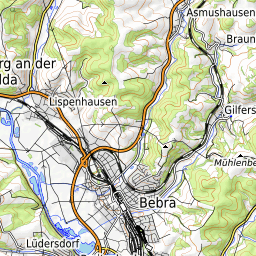 Asmushausen
Braun
rg an der
lda
Lispenhausen
Gilfers
Mühlenbe
Bebra
Lüdersdorf